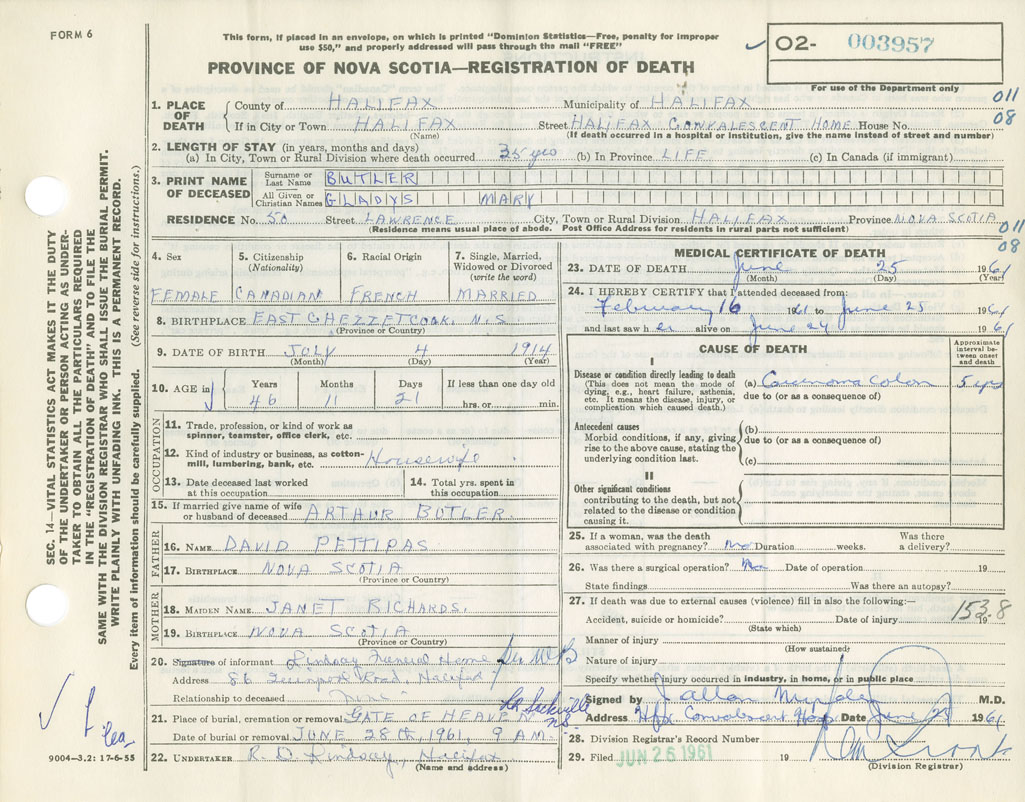 FORM 6
This form, if placed in an envelope, on which is printed "Dominion Statistics—Free, penalty for improper
use $50," and properly addressed will pass through the mail "FREE"
02- 003957
PROVINCE OF NOVA SCOTIA—REGISTRATION OF DEATH
For use of the Department only
011
08
1. PLACE OF DEATH County of HALIFAX Municipality of HALIFAX
If in City or Town HALIFAX Street HALIFAX CONVALESCENT HOME House No.
(Name) (If death occurred in a hospital or Institution, give the name instead of street and number)
2. LENGTH OF STAY (in years, months and days)
(a) In City, Town or Rural Division where death occurred 35 yrs (b) In Province LIFE (c) In Canada (if immigrant)
3. PRINT NAME OF DECEASED Surname or Last Name BUTLER
All Given or Christian Names GLADYS MARY
RESIDENCE No. 50 Street LAWRENCE City, Town or Rural Division HALIFAX Province NOVA SCOTIA
(Residence means usual place of abode. Post Office Address for residents in rural parts not sufficient)
011
08
4. Sex 5. Citizenship (Nationality) 6. Racial Origin 7. Single, Married, Widowed or Divorced (write the word)
FEMALE CANADIAN FRENCH MARRIED
8. BIRTHPLACE EAST CHEZZETCOOK, N.S.
(Province or Country)
9. DATE OF BIRTH JULY 4 1914
(Month) (Day) (Year)
10. AGE in Years Months Days If less than one day old
46 11 21 hrs. or min.
OCCUPATION
11. Trade, profession, or kind of work as
spinner, teamster, office clerk, etc.
12. Kind of industry or business, as cotton-
mill, lumbering, bank, etc. Housewife
13. Date deceased last worked at this occupation 14. Total yrs. spent in this occupation
15. If married give name of wife
or husband of deceased ARTHUR BUTLER.
FATHER
16. NAME DAVID PETTIPAS
17. BIRTHPLACE NOVA SCOTIA
(Province or Country)
MOTHER
18. MAIDEN NAME JANET RICHARDS.
19. BIRTHPLACE NOVA SCOTIA
(Province or Country)
20. Signature of informant Lindsay Funeral Home
Address 86 Road, Halifax
Relationship to deceased "None"
21. Place of burial, cremation or removal GATE OF HEAVEN Sackville N.S.
Date of burial or removal JUNE 28th, 1961, 9 AM.
22. UNDERTAKER R. D. Lindsay, Halifax
(Name and address)
MEDICAL CERTIFICATE OF DEATH
23. DATE OF DEATH June 25 1961
(Month) (Day) (Year)
24. I HEREBY CERTIFY that I attended deceased from:
February 16 1961 to June 25 1961
and last saw her alive on June 24 1961
CAUSE OF DEATH
Approximate interval between onset and death
I
Disease or condition directly leading to death
(This does not mean the mode of
dying, e.g., heart failure, asthenia,
etc. It means the disease, injury, or
complication which caused death.)
(a) Carcinoma colon 5 yrs
due to (or as a consequence of)
Antecedent causes
Morbid conditions, if any, giving
rise to the above cause, stating the
underlying condition last.
(b)
due to (or as a consequence of)
(c)
II
Other significant conditions
contributing to the death, but not
related to the disease or condition
causing it.
25. If a woman, was the death
associated with pregnancy? No Duration weeks. Was there a delivery?
26. Was there a surgical operation? No Date of operation 19
State findings Was there an autopsy?
27. If death was due to external causes (violence) fill in also the following:—
153.8
Accident, suicide or homicide? Date of injury 19
(State which)
Manner of injury
(How sustained)
Nature of injury
Specify whether injury occurred in industry, in home, or in public place
Signed by J Allan M.D.
Address Hfx Convalescent Hosp. Date June 1961
28. Division Registrar's Record Number
29. Filed JUN 26 1961 19
(Division Registrar)
SEC. 14—VITAL STATISTICS ACT MAKES IT THE DUTY
OF THE UNDERTAKER OR PERSON ACTING AS UNDER-
TAKER TO OBTAIN ALL THE PARTICULARS REQUIRED
IN THE "REGISTRATION OF DEATH" AND TO FILE THE
SAME WITH THE DIVISION REGISTRAR WHO SHALL ISSUE THE BURIAL PERMIT.
WRITE PLAINLY WITH UNFADING INK. THIS IS A PERMANENT RECORD.
Every item of information should be carefully supplied. (See reverse side for instructions.)
9004—3.2: 17-6-55